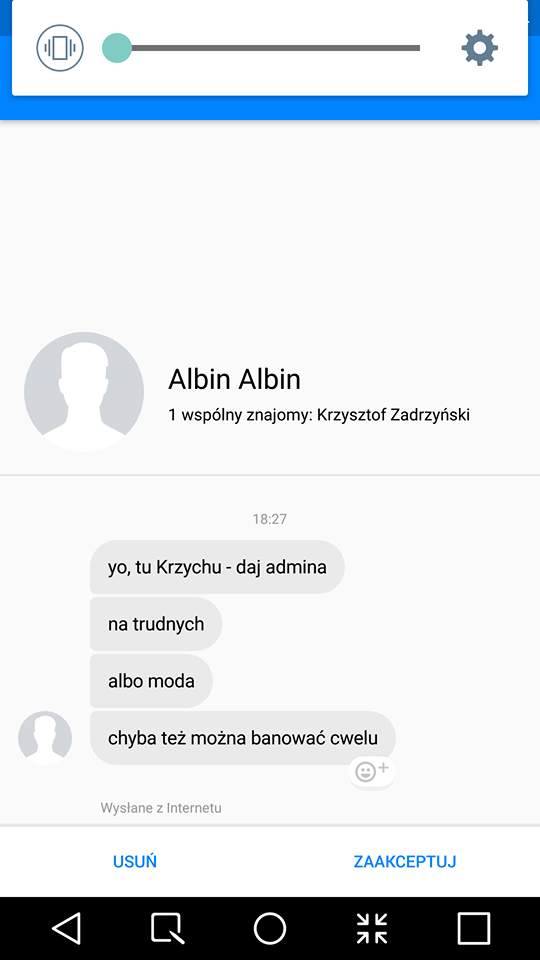 Albin Albin
1 wspólny znajomy: Krzysztof Zadrzyński
18:27
yo, tu Krzychu - daj admina
na trudnych
albo moda
chyba też można banować cwelu
Wysłane z Internetu
USUŃ
ZAAKCEPTUJ